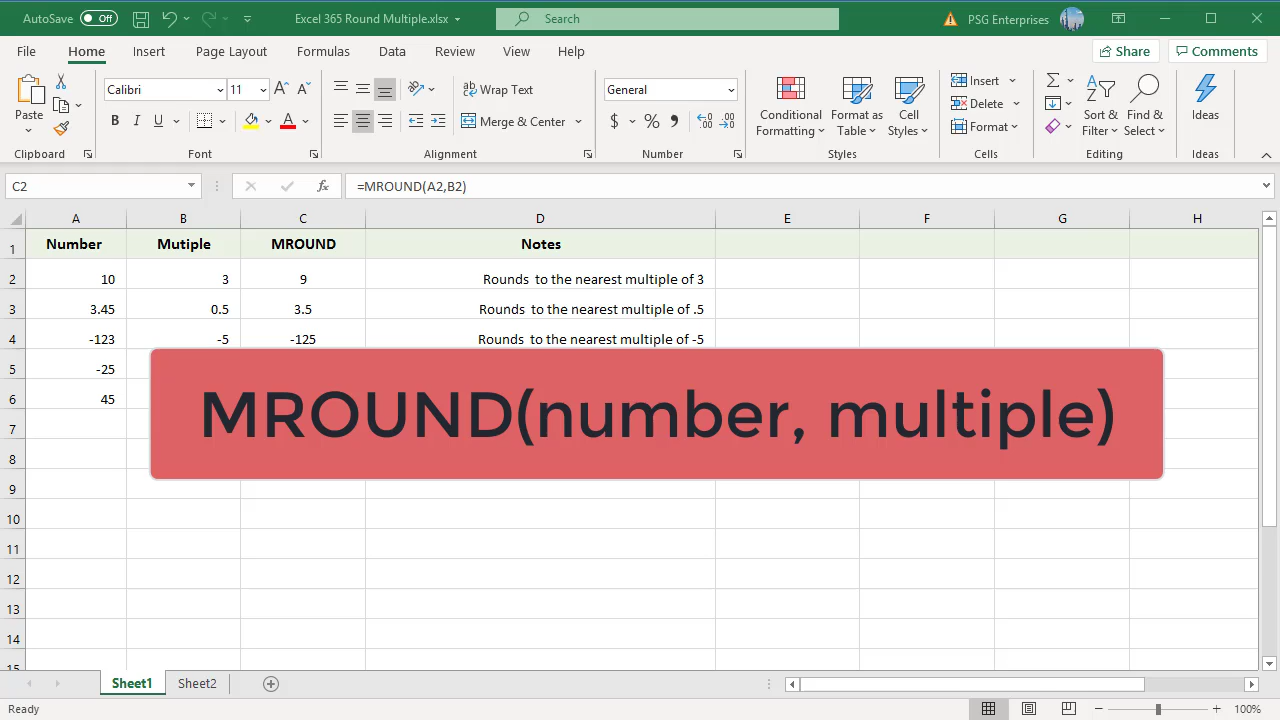 AutoSave Off Excel 365 Round Multiple.xlsx Search PSG Enterprises
File Home Insert Page Layout Formulas Data Review View Help Share Comments
Paste Calibri 11 A A ab Wrap Text General Conditional Formatting Format as Table Cell Styles Insert Sort & Filter Find & Select Ideas
B I U A Merge & Center $ % Delete
Format
Clipboard Font Alignment Number Styles Cells Editing Ideas
C2 fx =MROUND(A2,B2)
A B C D E F G H
1 Number Mutiple MROUND Notes
2 10 3 9 Rounds to the nearest multiple of 3
3 3.45 0.5 3.5 Rounds to the nearest multiple of .5
4 -123 -5 -125 Rounds to the nearest multiple of -5
5 -25
6 45
MROUND(number, multiple)
7
8
9
10
11
12
13
14
15
Sheet1 Sheet2
Ready 100%